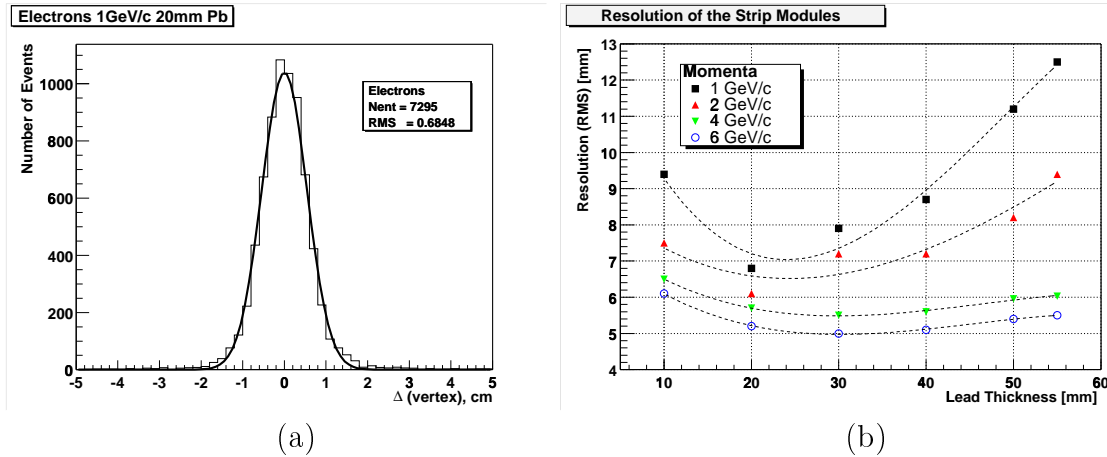 Electrons 1GeV/c 20mm Pb
Number of Events
1000
800
600
400
200
0
Electrons
Nent = 7295
RMS = 0.6848
-5 -4 -3 -2 -1 0 1 2 3 4 5
Δ (vertex), cm
(a)
Resolution of the Strip Modules
Resolution (RMS) [mm]
13
12
11
10
9
8
7
6
5
4
Momenta
1 GeV/c
2 GeV/c
4 GeV/c
6 GeV/c
10 20 30 40 50 60
Lead Thickness [mm]
(b)